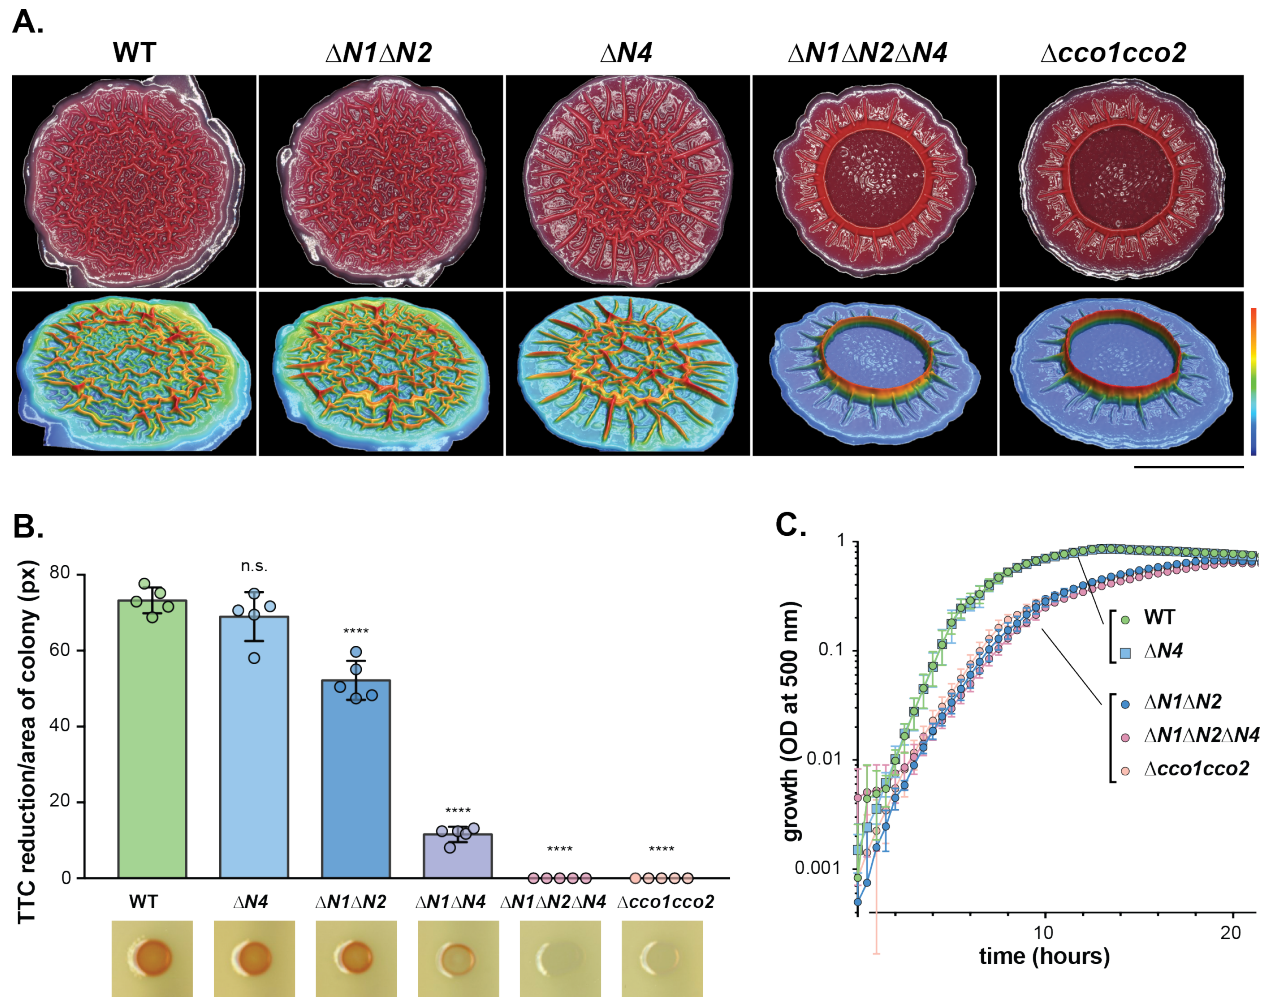 A.
WT ΔN1ΔN2 ΔN4 ΔN1ΔN2ΔN4 Δcco1cco2
B.
TTC reduction/area of colony (px)
80
60
40
20
0
n.s.
****
****
****
****
WT ΔN4 ΔN1ΔN2 ΔN1ΔN4 ΔN1ΔN2ΔN4 Δcco1cco2
C.
growth (OD at 500 nm)
1
0.1
0.01
0.001
10 20
time (hours)
WT
ΔN4
ΔN1ΔN2
ΔN1ΔN2ΔN4
Δcco1cco2